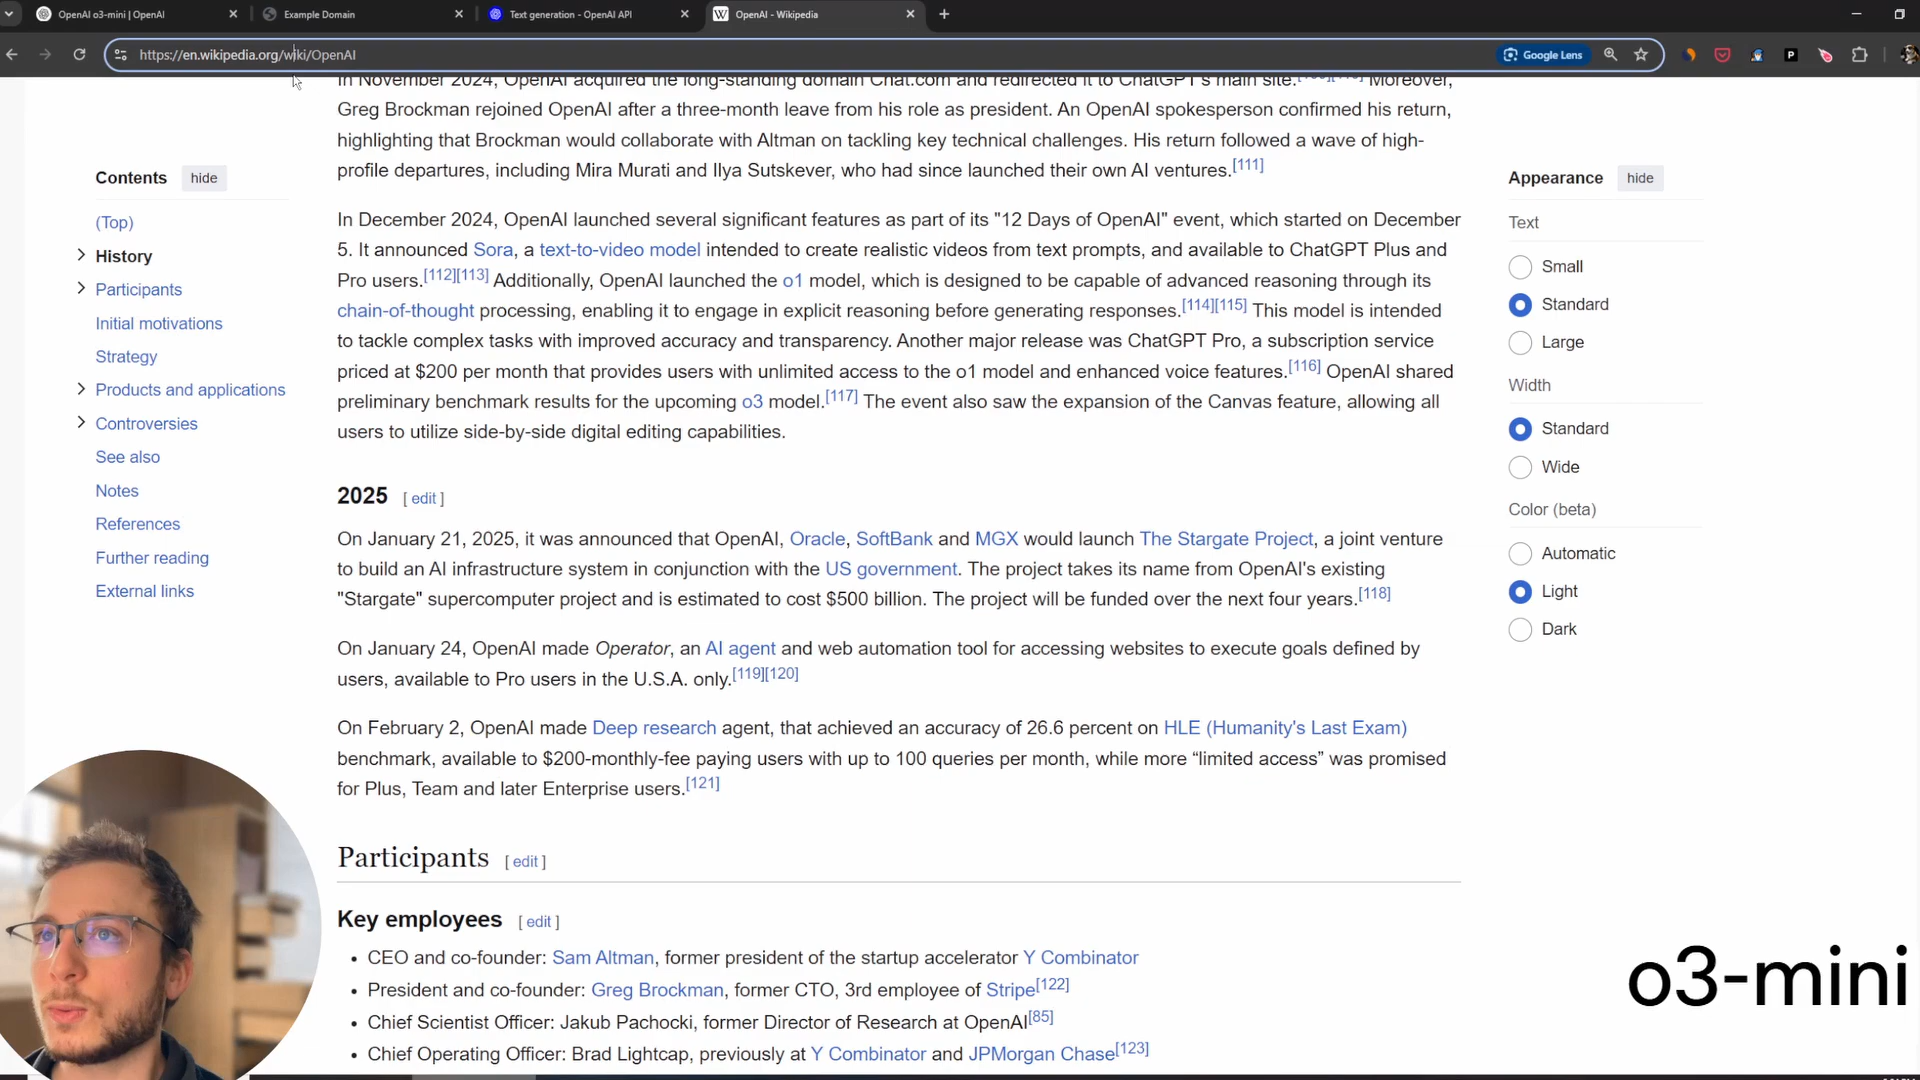 OpenAI o3-mini | OpenAI
Example Domain
Text generation - OpenAI API
W OpenAI - Wikipedia
https://en.wikipedia.org/wiki/OpenAI
Google Lens
In November 2024, OpenAI acquired the long-standing domain Chat.com and redirected it to ChatGPT's main site. Moreover,
Greg Brockman rejoined OpenAI after a three-month leave from his role as president. An OpenAI spokesperson confirmed his return,
highlighting that Brockman would collaborate with Altman on tackling key technical challenges. His return followed a wave of high-
profile departures, including Mira Murati and Ilya Sutskever, who had since launched their own AI ventures.[111]
In December 2024, OpenAI launched several significant features as part of its "12 Days of OpenAI" event, which started on December
5. It announced Sora, a text-to-video model intended to create realistic videos from text prompts, and available to ChatGPT Plus and
Pro users.[112][113] Additionally, OpenAI launched the o1 model, which is designed to be capable of advanced reasoning through its
chain-of-thought processing, enabling it to engage in explicit reasoning before generating responses.[114][115] This model is intended
to tackle complex tasks with improved accuracy and transparency. Another major release was ChatGPT Pro, a subscription service
priced at $200 per month that provides users with unlimited access to the o1 model and enhanced voice features.[116] OpenAI shared
preliminary benchmark results for the upcoming o3 model.[117] The event also saw the expansion of the Canvas feature, allowing all
users to utilize side-by-side digital editing capabilities.
2025 [ edit ]
On January 21, 2025, it was announced that OpenAI, Oracle, SoftBank and MGX would launch The Stargate Project, a joint venture
to build an AI infrastructure system in conjunction with the US government. The project takes its name from OpenAI's existing
"Stargate" supercomputer project and is estimated to cost $500 billion. The project will be funded over the next four years.[118]
On January 24, OpenAI made Operator, an AI agent and web automation tool for accessing websites to execute goals defined by
users, available to Pro users in the U.S.A. only.[119][120]
On February 2, OpenAI made Deep research agent, that achieved an accuracy of 26.6 percent on HLE (Humanity's Last Exam)
benchmark, available to $200-monthly-fee paying users with up to 100 queries per month, while more “limited access” was promised
for Plus, Team and later Enterprise users.[121]
Participants [ edit ]
Key employees [ edit ]
• CEO and co-founder: Sam Altman, former president of the startup accelerator Y Combinator
• President and co-founder: Greg Brockman, former CTO, 3rd employee of Stripe[122]
• Chief Scientist Officer: Jakub Pachocki, former Director of Research at OpenAI[85]
• Chief Operating Officer: Brad Lightcap, previously at Y Combinator and JPMorgan Chase[123]
Contents hide
(Top)
History
Participants
Initial motivations
Strategy
Products and applications
Controversies
See also
Notes
References
Further reading
External links
Appearance hide
Text
Small
Standard
Large
Width
Standard
Wide
Color (beta)
Automatic
Light
Dark
o3-mini